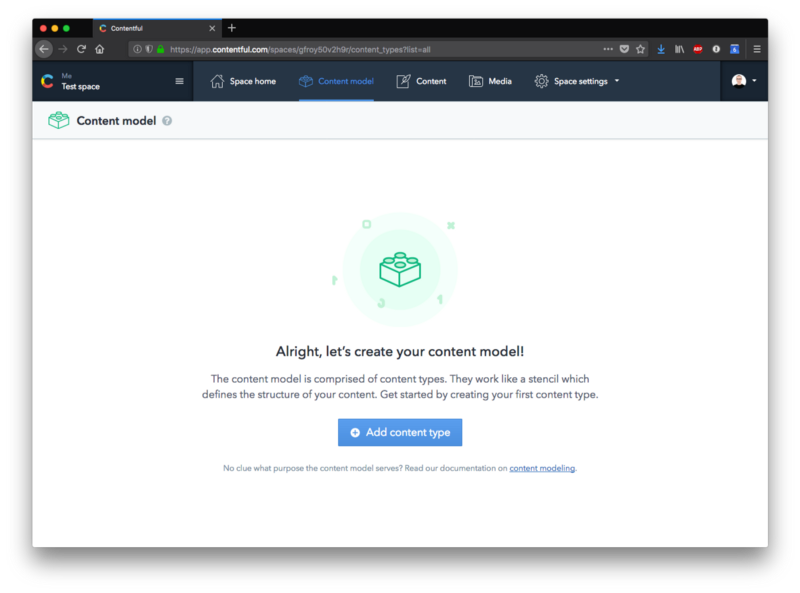 Contentful
https://app.contentful.com/spaces/gfroy50v2h9r/content_types?list=all
ABP
Me
Test space
Space home
Content model
Content
Media
Space settings
Content model ?
Alright, let's create your content model!
The content model is comprised of content types. They work like a stencil which
defines the structure of your content. Get started by creating your first content type.
Add content type
No clue what purpose the content model serves? Read our documentation on content modeling.